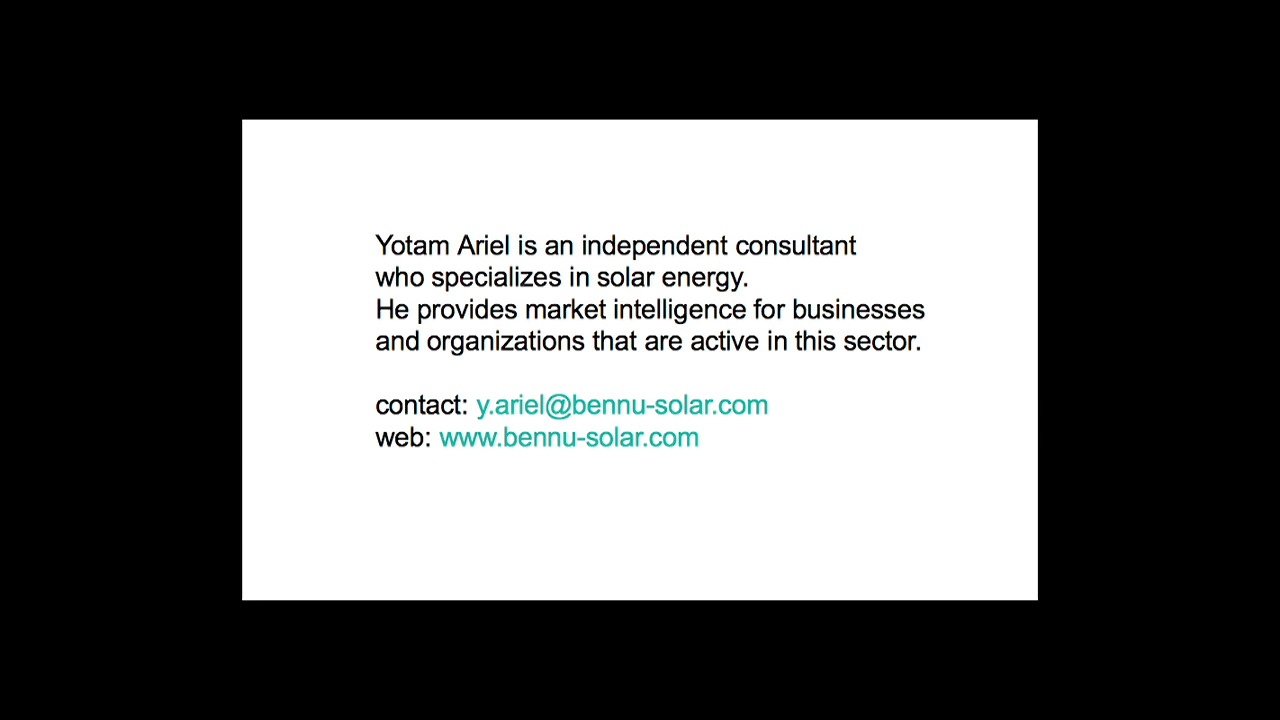 Yotam Ariel is an independent consultant
who specializes in solar energy.
He provides market intelligence for businesses
and organizations that are active in this sector.
contact: y.ariel@bennu-solar.com
web: www.bennu-solar.com